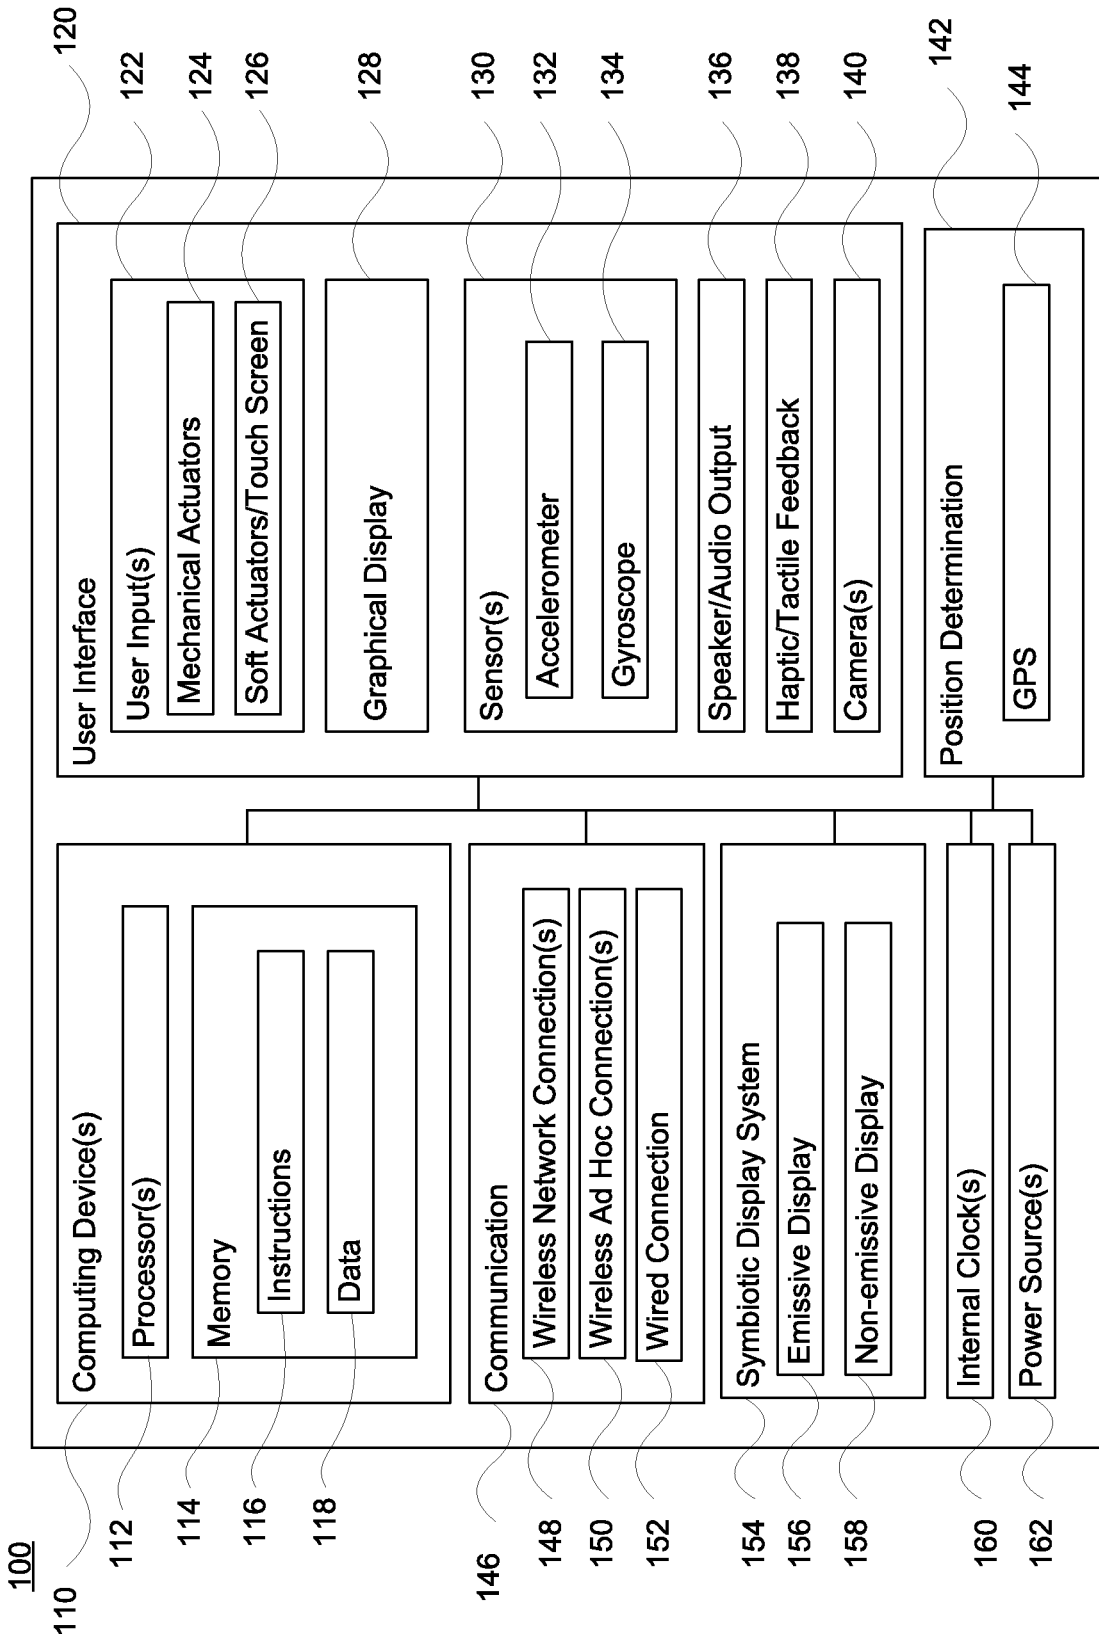 100
110
Computing Device(s)
112
Processor(s)
114
Memory
116
Instructions
118
Data
146
Communication
148
Wireless Network Connection(s)
150
Wireless Ad Hoc Connection(s)
152
Wired Connection
154
Symbiotic Display System
156
Emissive Display
158
Non-emissive Display
160
Internal Clock(s)
162
Power Source(s)
User Interface
120
User Input(s)
122
Mechanical Actuators
124
Soft Actuators/Touch Screen
126
Graphical Display
128
Sensor(s)
130
Accelerometer
132
Gyroscope
134
Speaker/Audio Output
136
Haptic/Tactile Feedback
138
Camera(s)
140
Position Determination
142
GPS
144